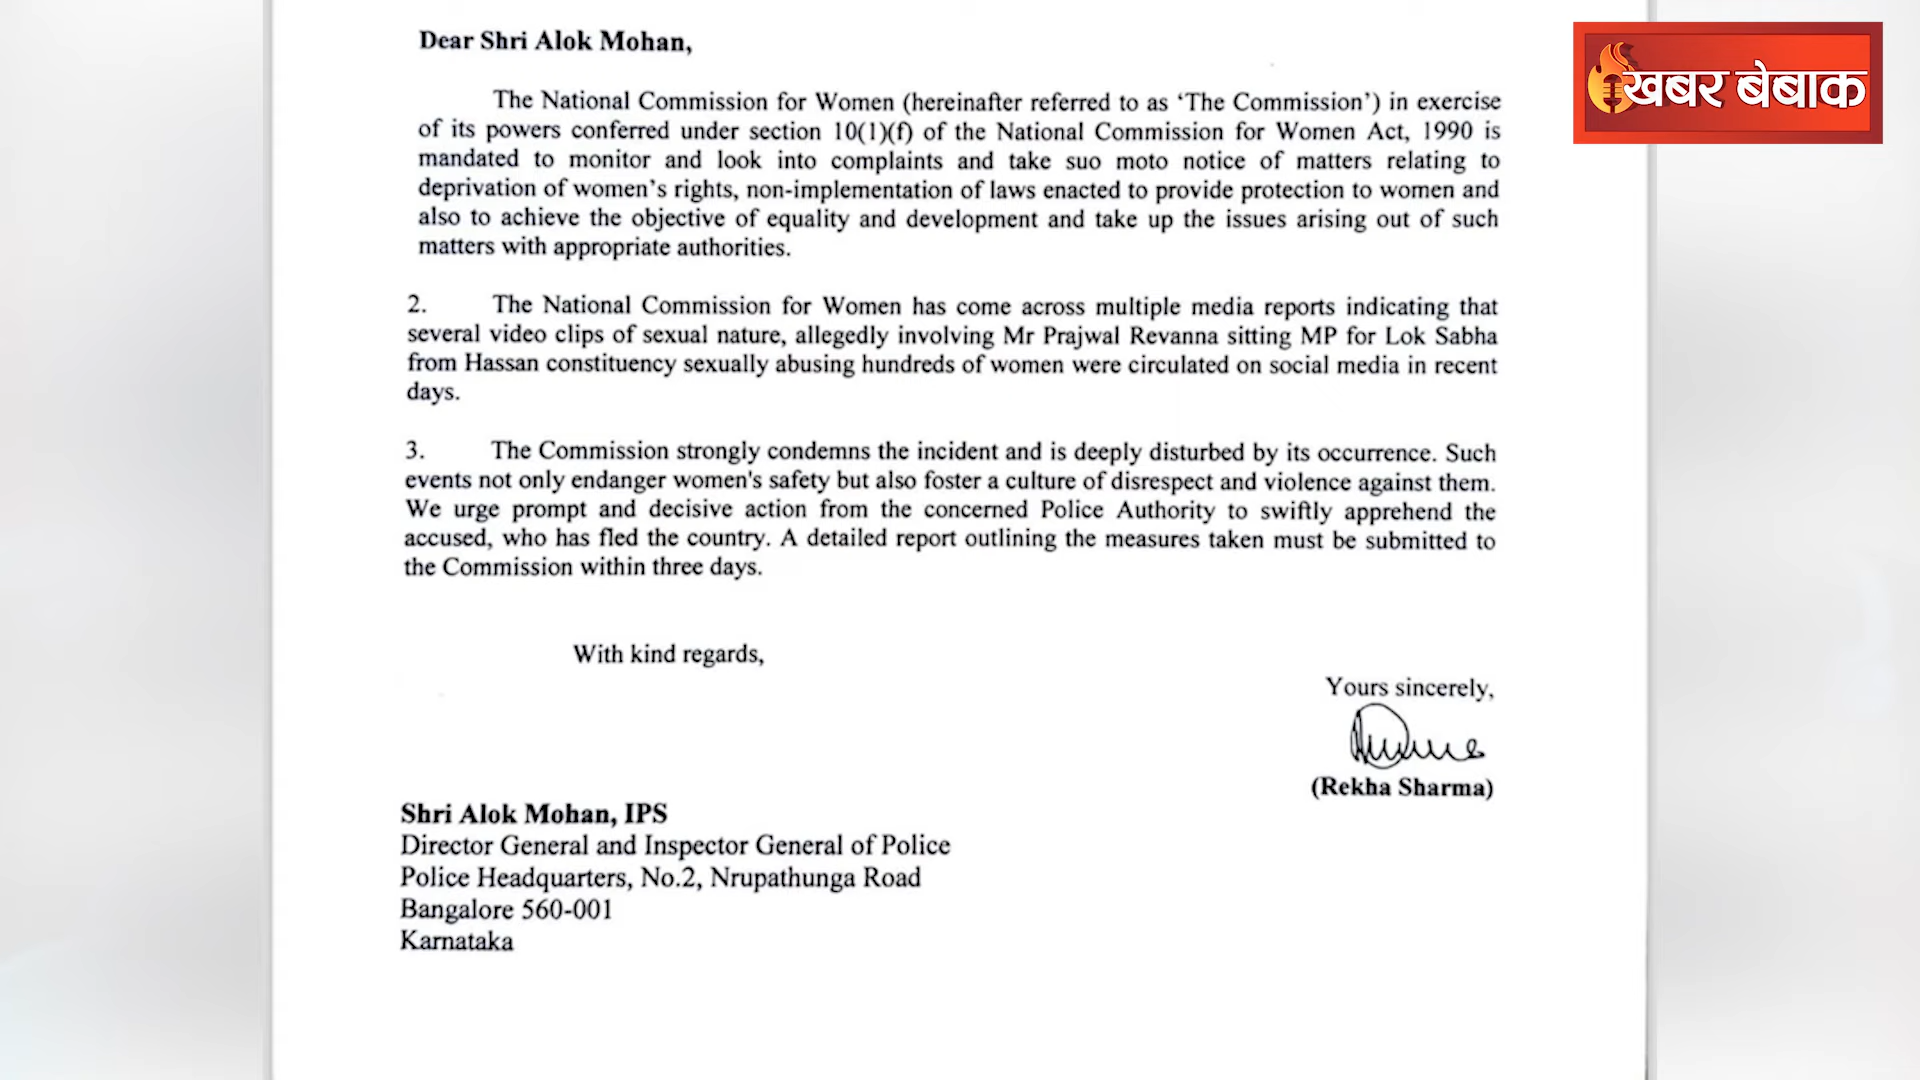 Dear Shri Alok Mohan,
खबर बेबाक
The National Commission for Women (hereinafter referred to as ‘The Commission’) in exercise
of its powers conferred under section 10(1)(f) of the National Commission for Women Act, 1990 is
mandated to monitor and look into complaints and take suo moto notice of matters relating to
deprivation of women’s rights, non-implementation of laws enacted to provide protection to women and
also to achieve the objective of equality and development and take up the issues arising out of such
matters with appropriate authorities.
2. The National Commission for Women has come across multiple media reports indicating that
several video clips of sexual nature, allegedly involving Mr Prajwal Revanna sitting MP for Lok Sabha
from Hassan constituency sexually abusing hundreds of women were circulated on social media in recent
days.
3. The Commission strongly condemns the incident and is deeply disturbed by its occurrence. Such
events not only endanger women's safety but also foster a culture of disrespect and violence against them.
We urge prompt and decisive action from the concerned Police Authority to swiftly apprehend the
accused, who has fled the country. A detailed report outlining the measures taken must be submitted to
the Commission within three days.
With kind regards,
Yours sincerely,
(Rekha Sharma)
Shri Alok Mohan, IPS
Director General and Inspector General of Police
Police Headquarters, No.2, Nrupathunga Road
Bangalore 560-001
Karnataka